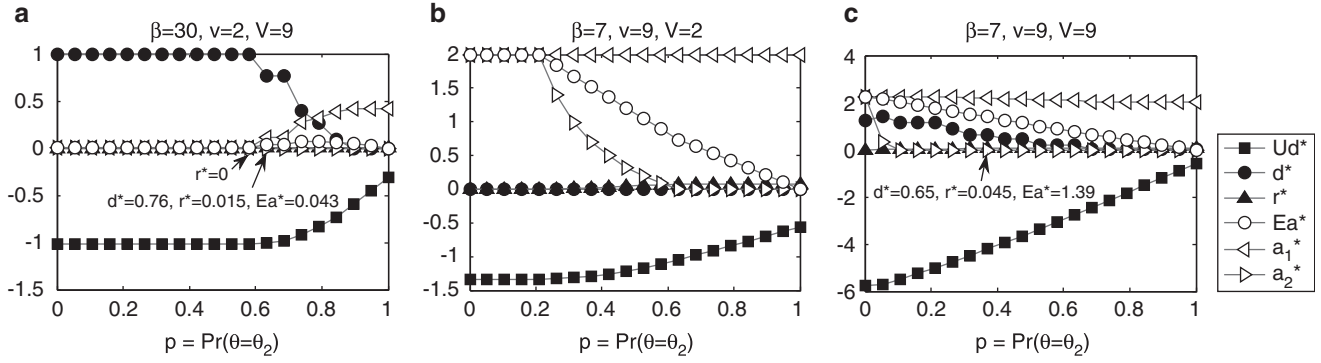 a
β=30, v=2, V=9
1
0.5
0
-0.5
-1
-1.5
r*=0
d*=0.76, r*=0.015, Ea*=0.043
0 0.2 0.4 0.6 0.8 1
p = Pr(θ=θ₂)
b
β=7, v=9, V=2
2
1.5
1
0.5
0
-0.5
-1
-1.5
0 0.2 0.4 0.6 0.8 1
p = Pr(θ=θ₂)
c
β=7, v=9, V=9
4
2
0
-2
-4
-6
d*=0.65, r*=0.045, Ea*=1.39
0 0.2 0.4 0.6 0.8 1
p = Pr(θ=θ₂)
Ud*
d*
r*
Ea*
a₁*
a₂*